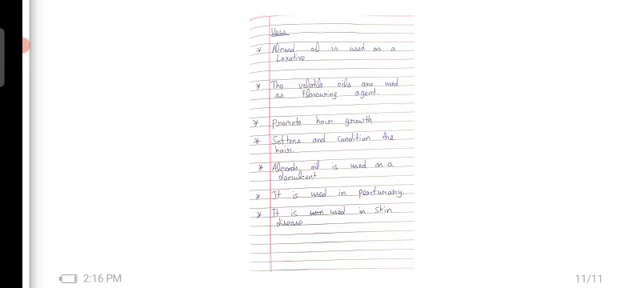 Uses
* Almond oil is used as a
Laxative.
* The volatile oils are used
as flavouring agent.
* Promote hair growth
* Softens and condition the
hair
* Almonds oil is used as a
demulcent
* It is used in perfumary.
* It is used in skin
disease
2:16 PM
11/11